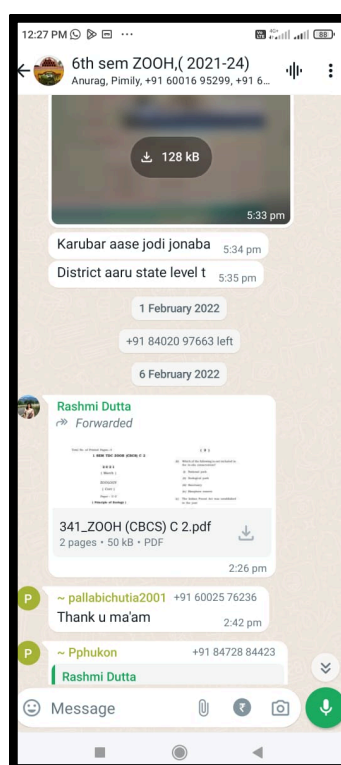 12:27 PM
88
6th sem ZOOH,( 2021-24)
Anurag, Pimily, +91 60016 95299, +91 6...
128 kB
5:33 pm
Karubar aase jodi jonaba 5:34 pm
District aaru state level t 5:35 pm
1 February 2022
+91 84020 97663 left
6 February 2022
Rashmi Dutta
Forwarded
341_ZOOH (CBCS) C 2.pdf
2 pages • 50 kB • PDF
2:26 pm
P ~ pallabichutia2001 +91 60025 76236
Thank u ma'am 2:42 pm
P ~ Pphukon +91 84728 84423
Rashmi Dutta
Message